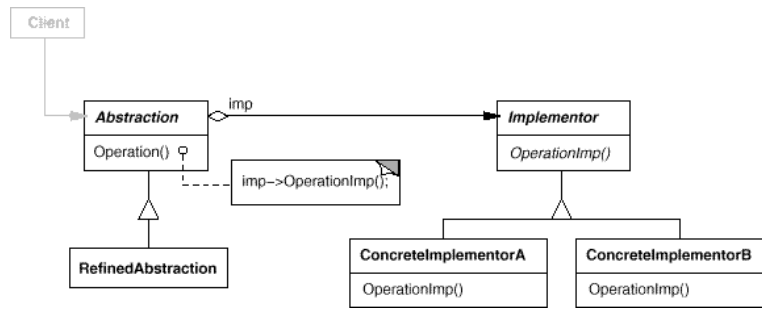 Client
Abstraction
imp
Implementor
Operation()
OperationImp()
imp->OperationImp();
RefinedAbstraction
ConcreteImplementorA
ConcreteImplementorB
OperationImp()
OperationImp()